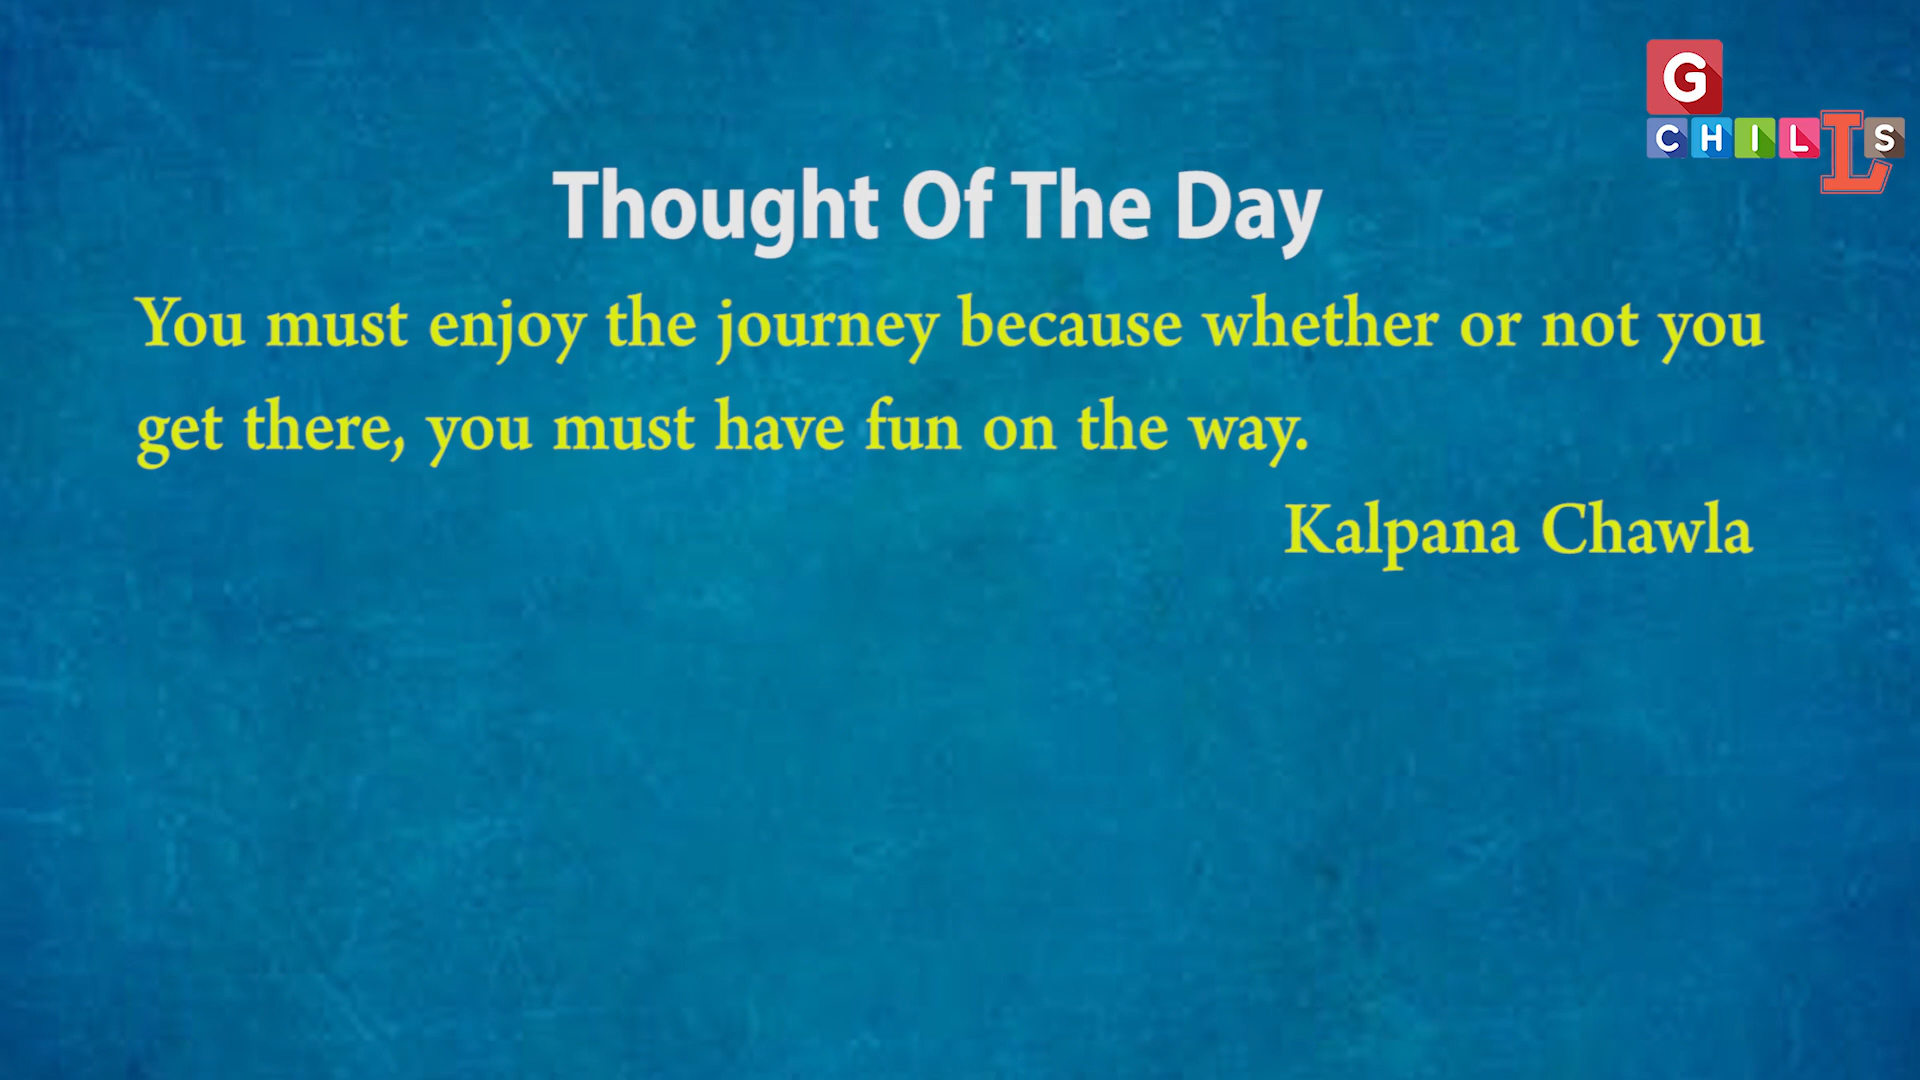 G
CHILLS
Thought Of The Day
You must enjoy the journey because whether or not you
get there, you must have fun on the way.
Kalpana Chawla